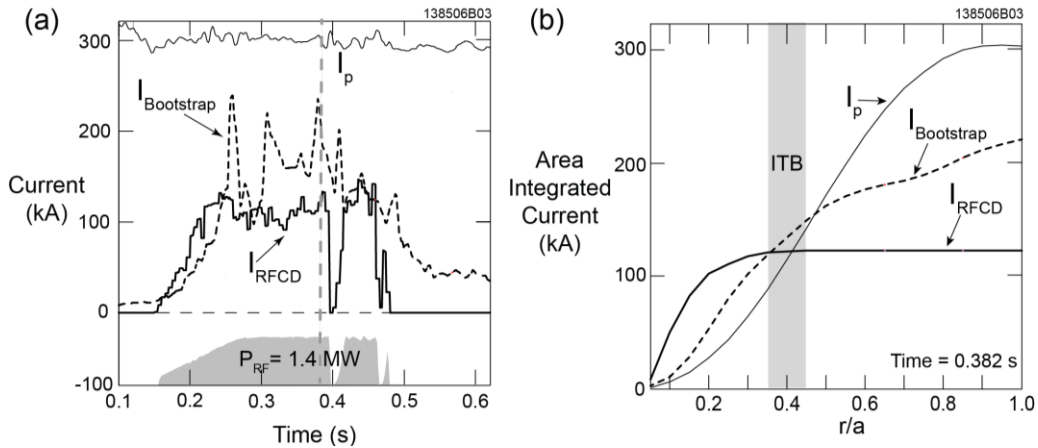 (a)
138506B03
300
200
100
0
-100
Current
(kA)
I_p
I_Bootstrap
I_RFCD
P_RF= 1.4 MW
0.1 0.2 0.3 0.4 0.5 0.6
Time (s)
(b)
138506B03
300
200
100
0
Area
Integrated
Current
(kA)
ITB
I_p
I_Bootstrap
I_RFCD
Time = 0.382 s
0.2 0.4 0.6 0.8 1.0
r/a